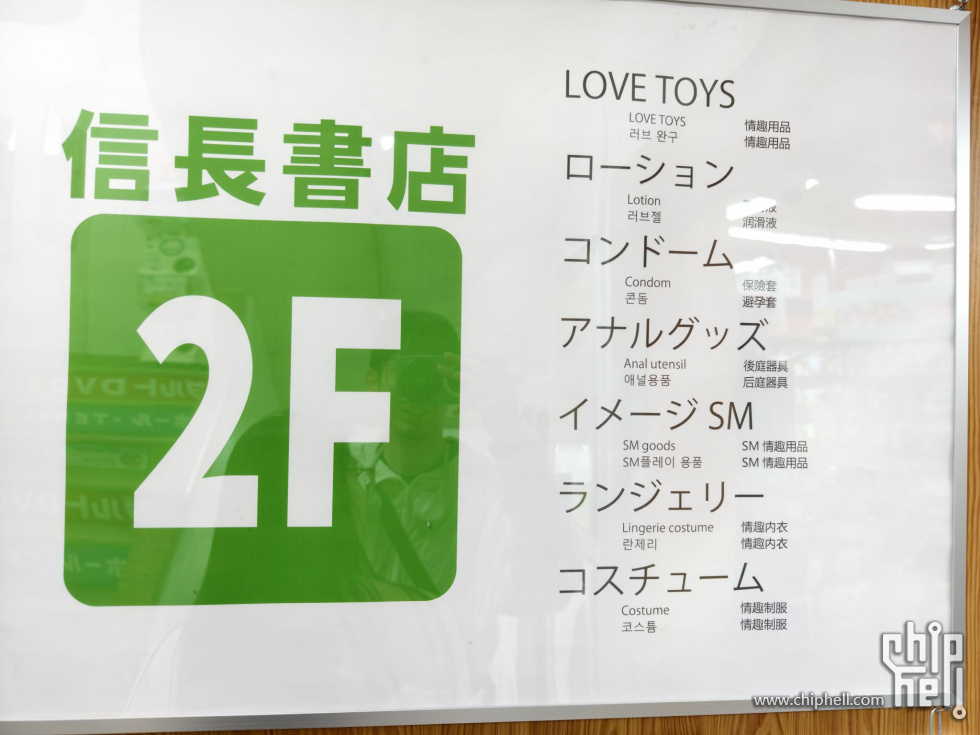 信長書店
2F
LOVE TOYS
LOVE TOYS
러브 완구
情趣用品
情趣用品
ローション
Lotion
러브젤
液
润滑液
コンドーム
Condom
콘돔
保險套
避孕套
アナルグッズ
Anal utensil
애널용품
後庭器具
后庭器具
イメージ SM
SM goods
SM플레이 용품
SM 情趣用品
SM 情趣用品
ランジェリー
Lingerie costume
란제리
情趣内衣
情趣内衣
コスチューム
Costume
코스튬
情趣制服
情趣制服
www.chiphell.com
chip
hell